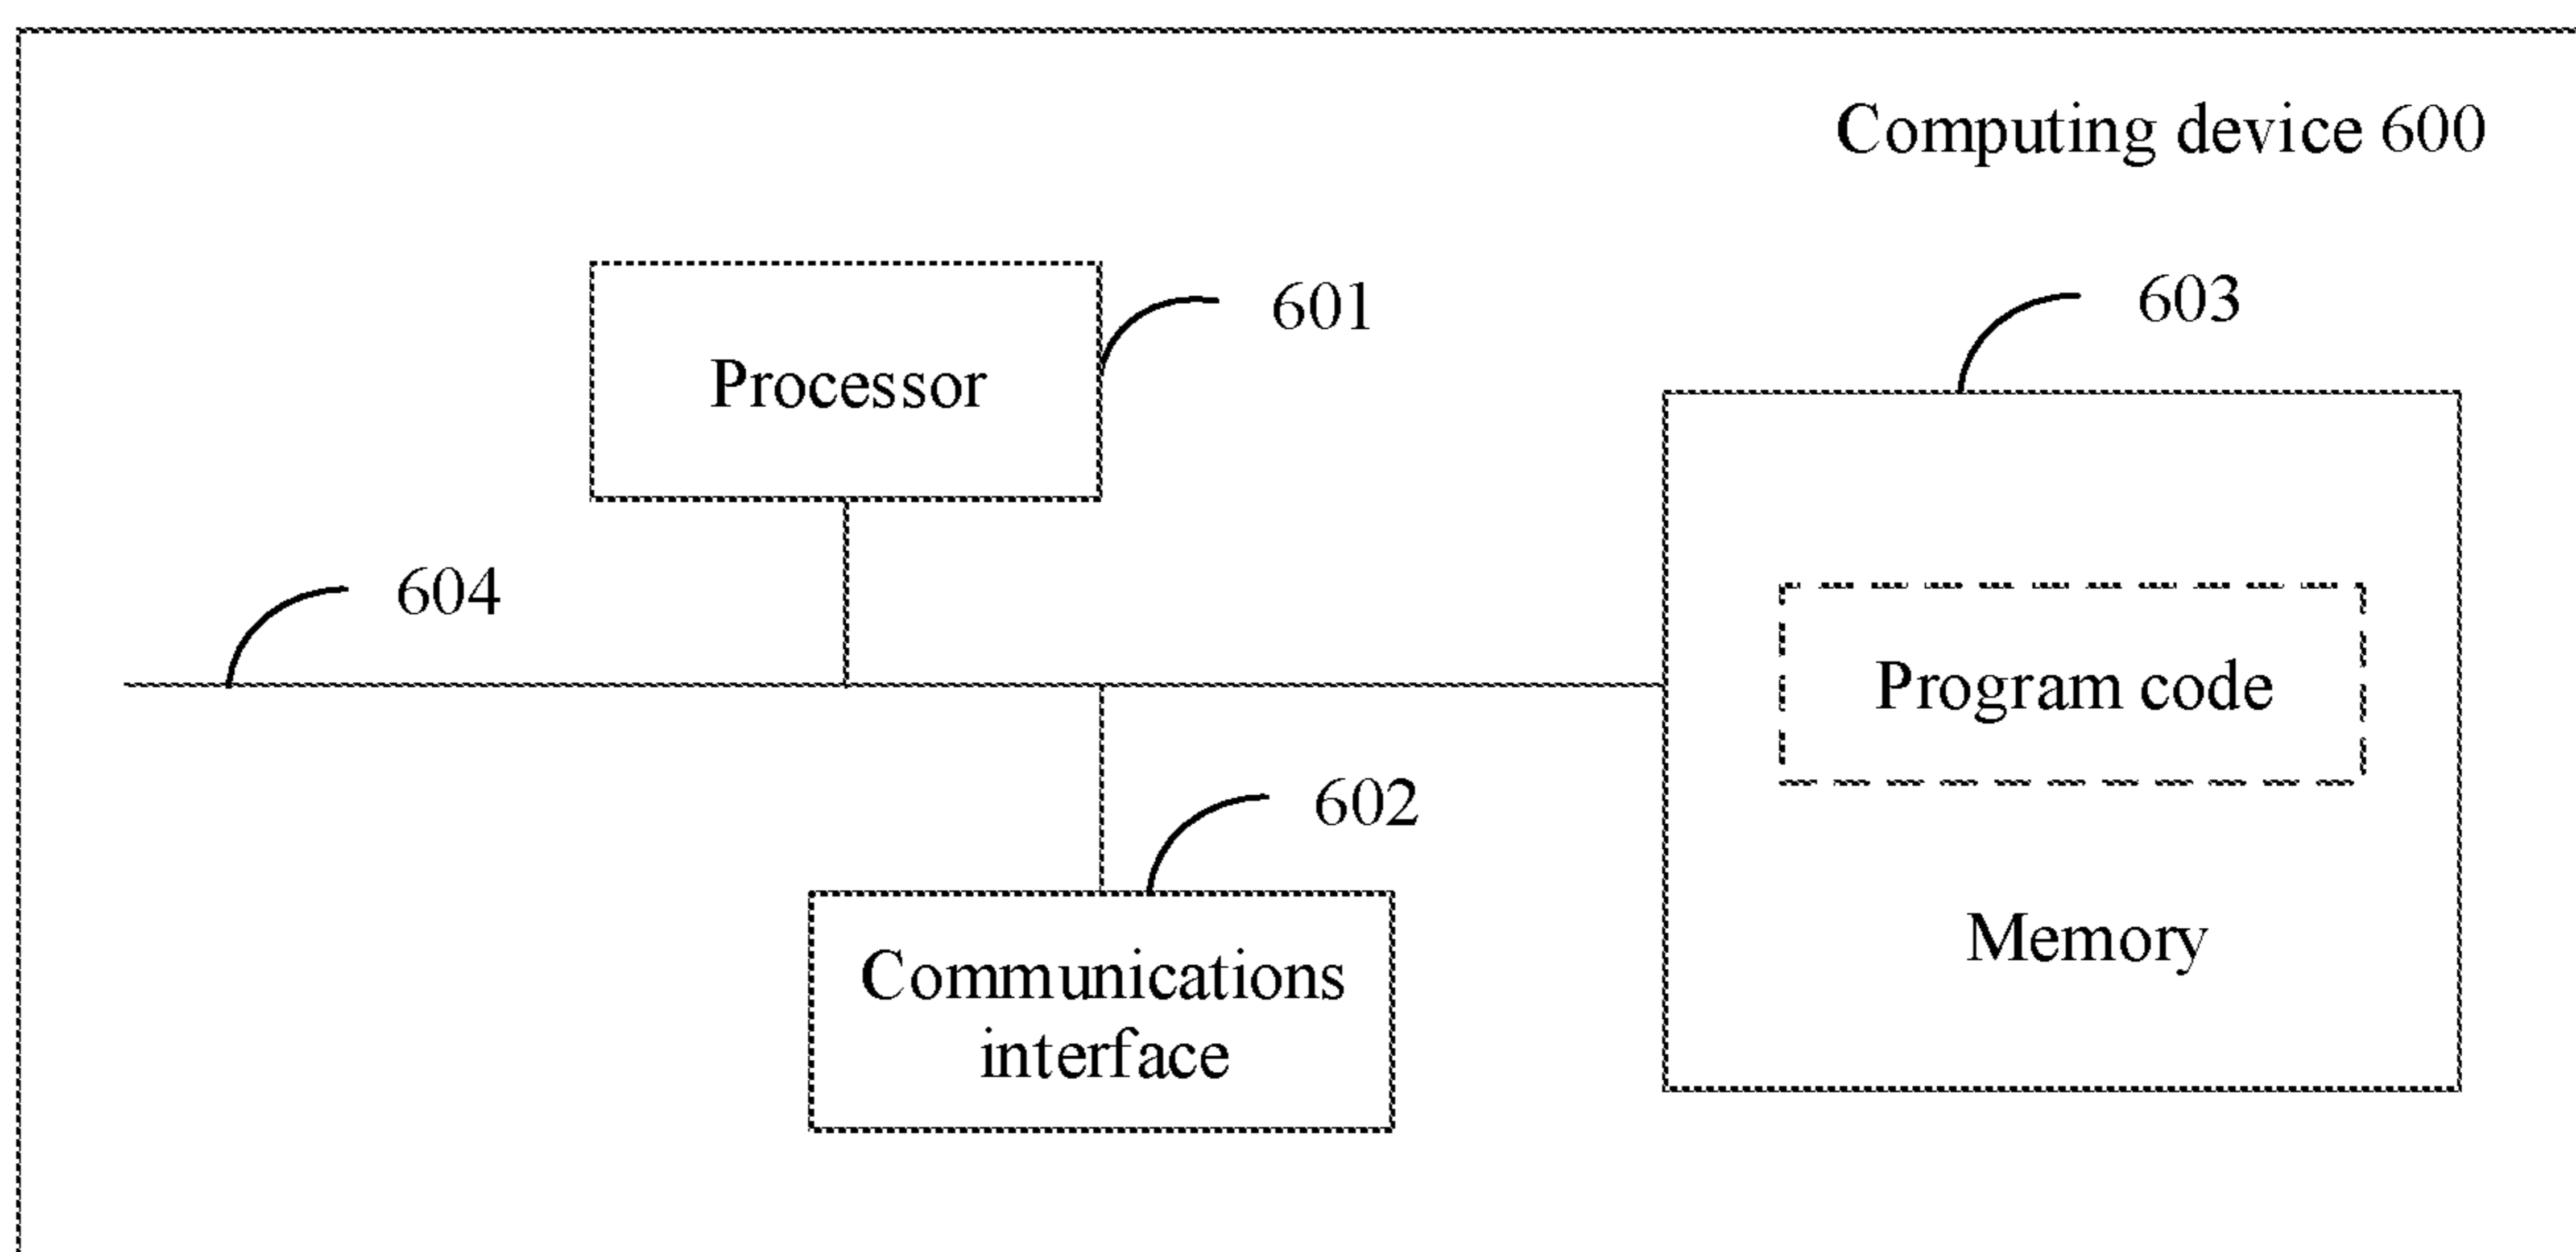 Computing device 600
601
603
Processor
604
Program code
602
Memory
Communications
interface